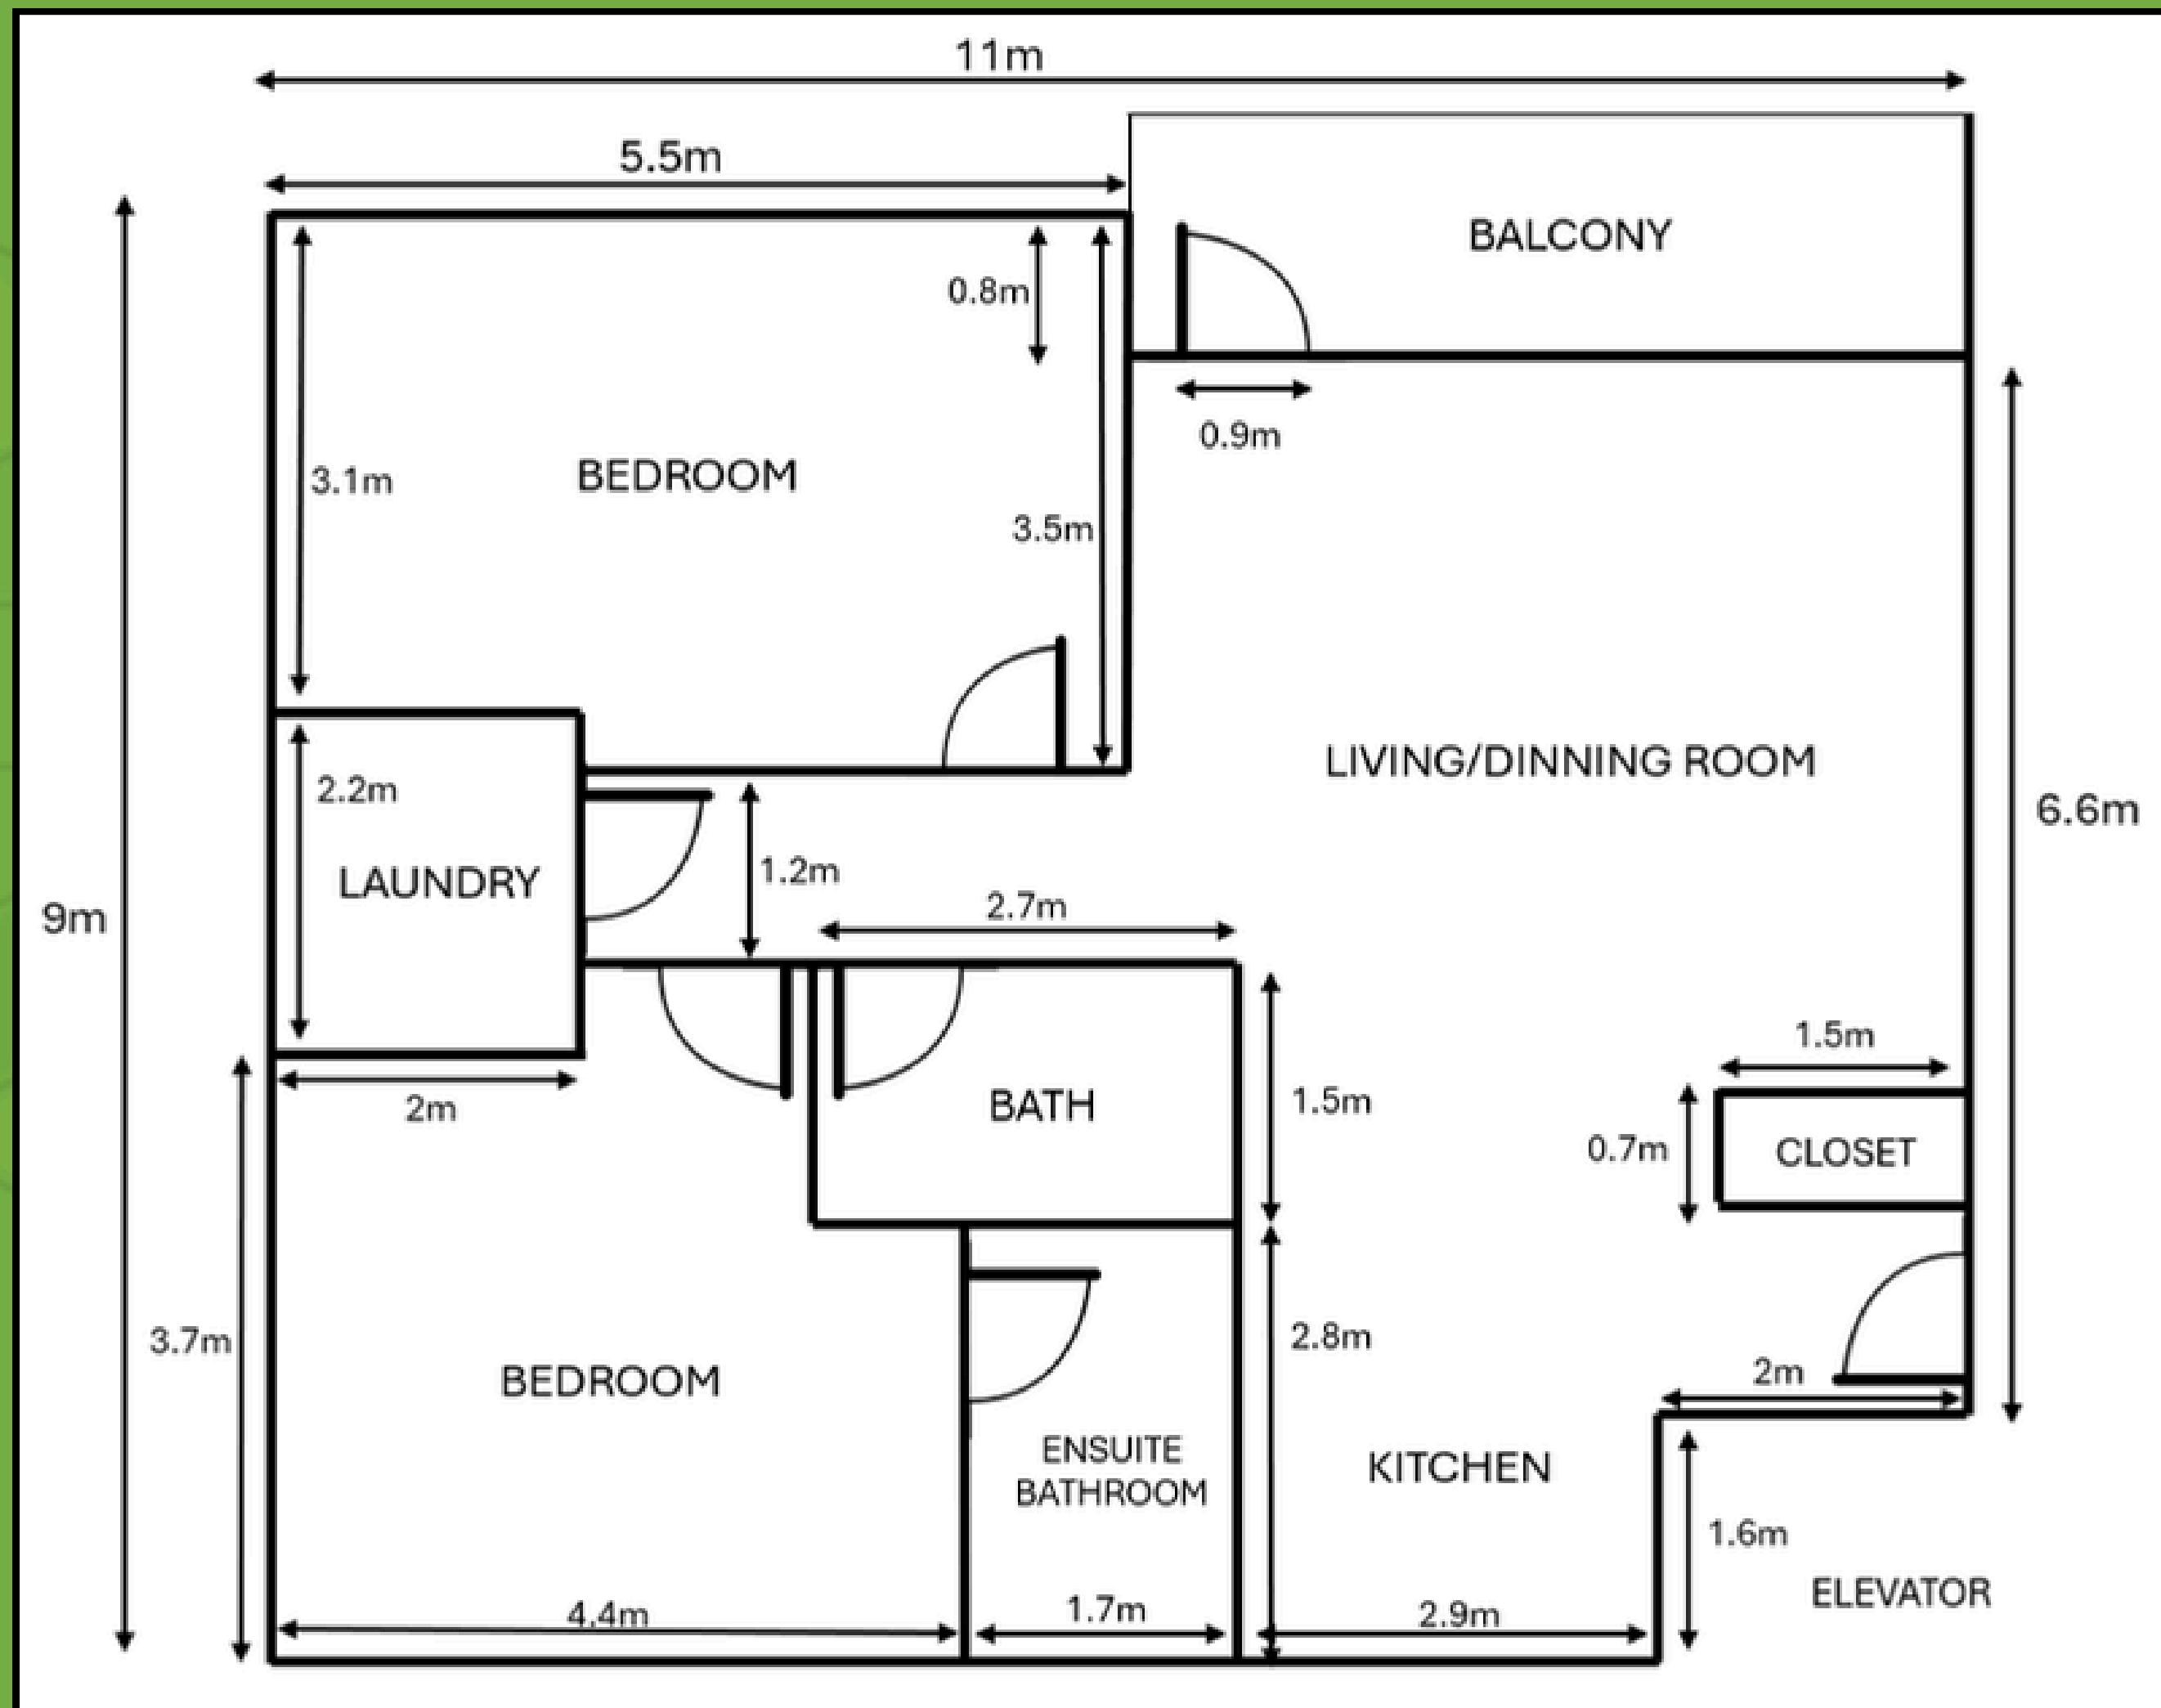 11m
5.5m
BALCONY
0.8m
0.9m
3.1m
BEDROOM
3.5m
LIVING/DINNING ROOM
2.2m
6.6m
1.2m
LAUNDRY
2.7m
9m
1.5m
2m
BATH
1.5m
0.7m
CLOSET
3.7m
2.8m
2m
BEDROOM
ENSUITE
BATHROOM
KITCHEN
1.6m
ELEVATOR
4.4m
1.7m
2.9m